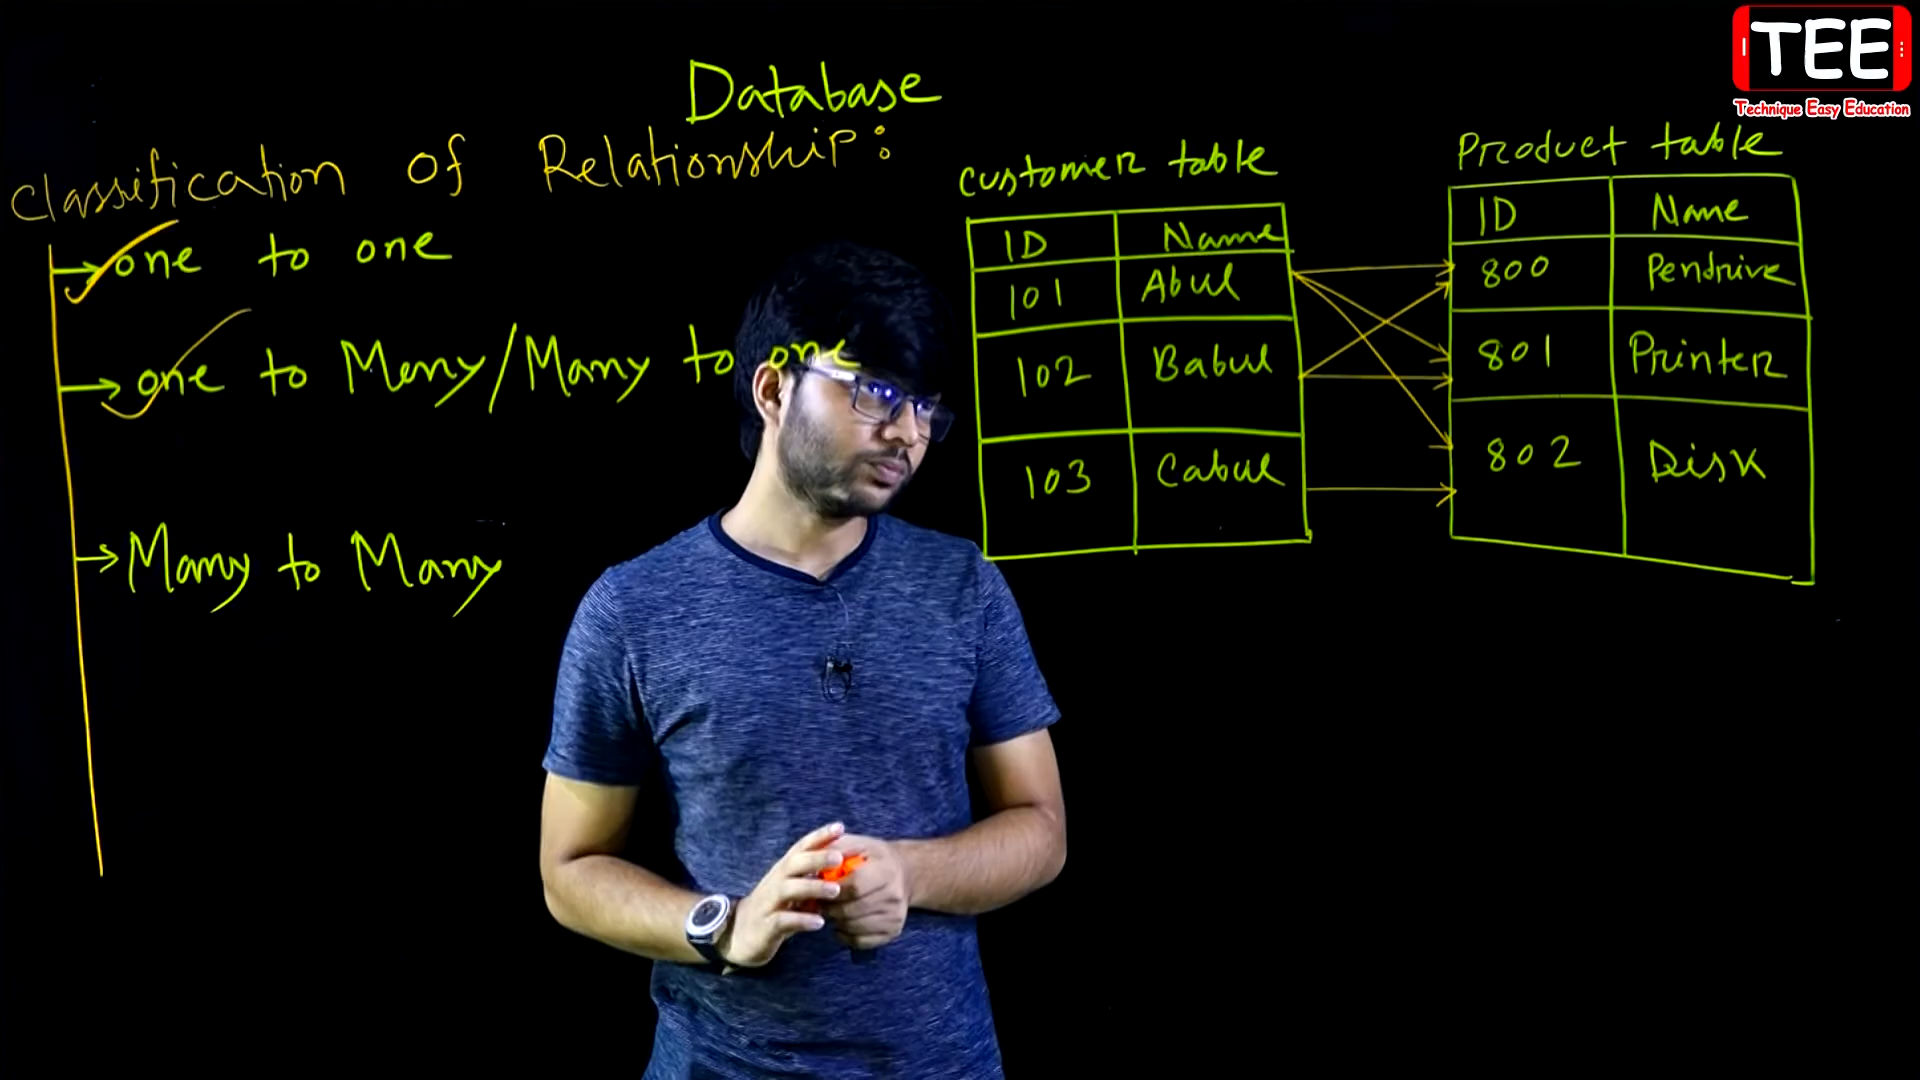 TEE
Technique Easy Education
Database
Classification of Relationship:
one to one
one to Many/Many to one
Many to Many
customer table
ID Name
101 Abul
102 Babul
103 Cabul
Product table
ID Name
800 Pendrive
801 Printer
802 Disk